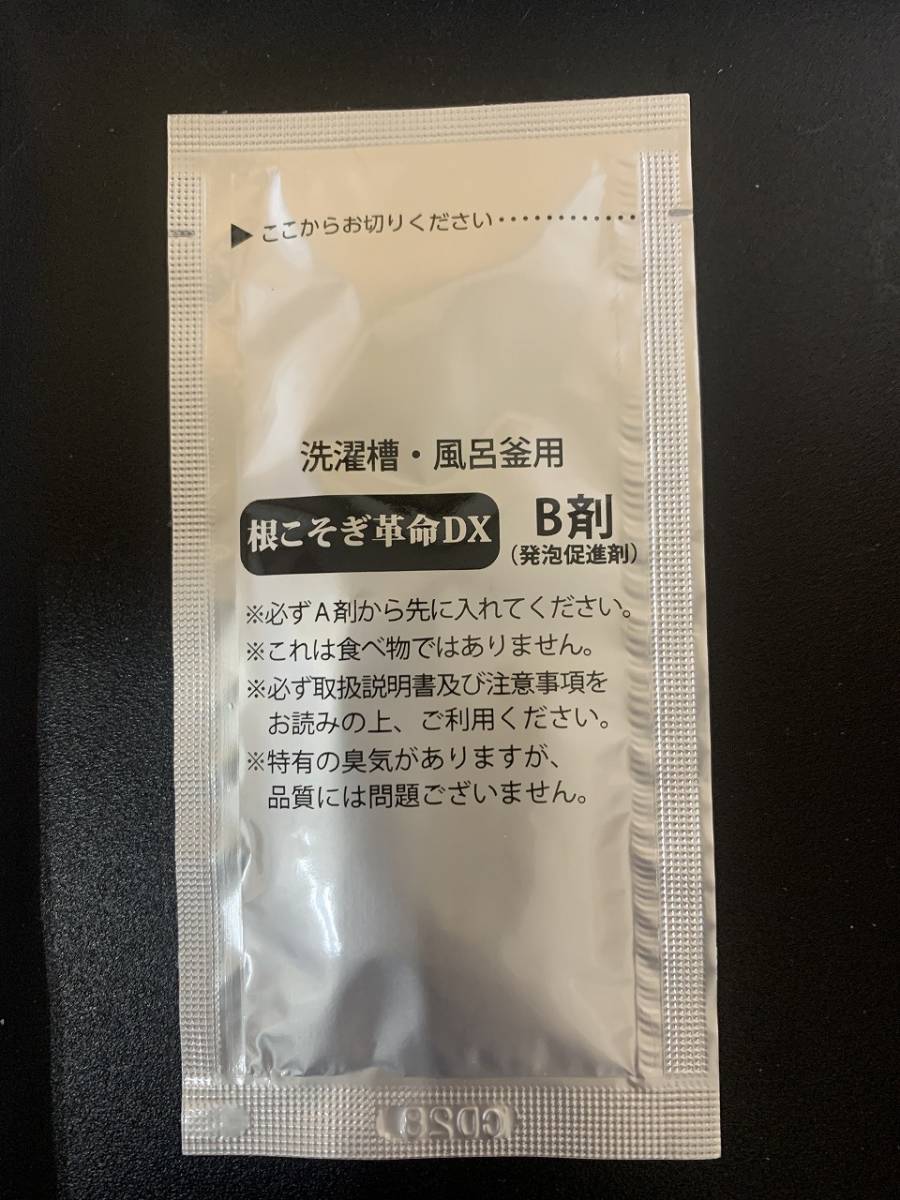 ▶ここからお切りください············
洗濯槽・風呂釜用
根こそぎ革命DX B剤
(発泡促進剤)
※必ずA剤から先に入れてください。
※これは食べ物ではありません。
※必ず取扱説明書及び注意事項を
お読みの上、ご利用ください。
※特有の臭気がありますが、
品質には問題ございません。